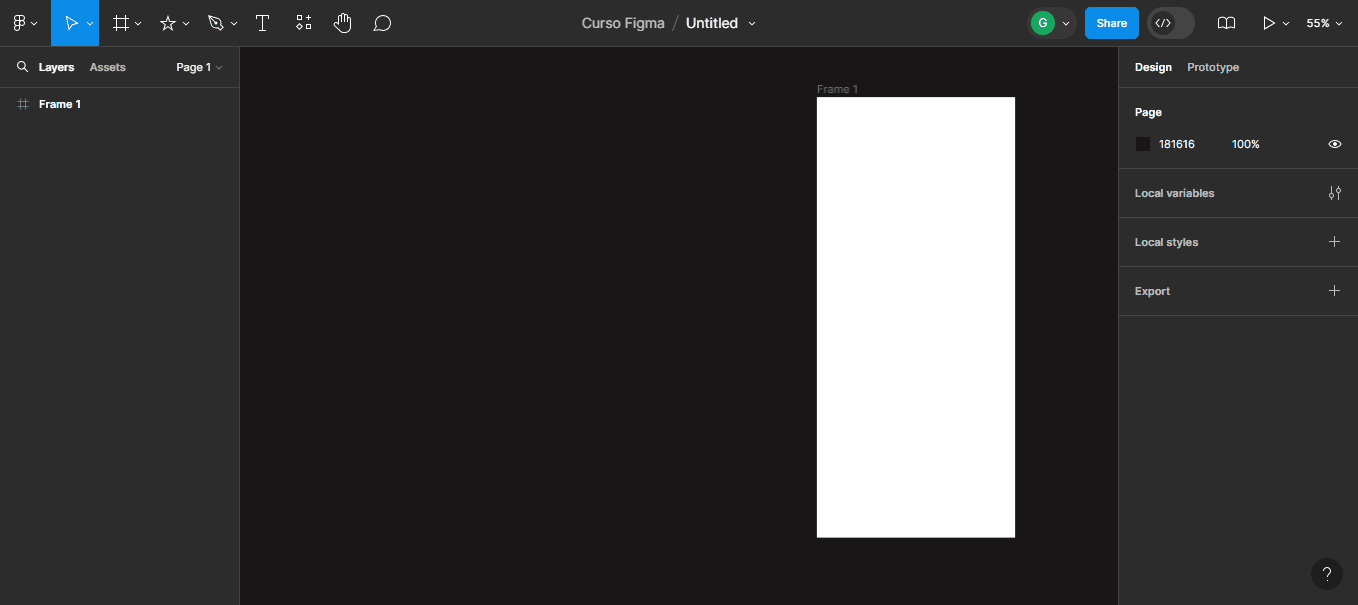 Curso Figma / Untitled
G
Share
55%
Layers Assets Page 1
Frame 1
Frame 1
Design Prototype
Page
181616 100%
Local variables
Local styles
Export
?